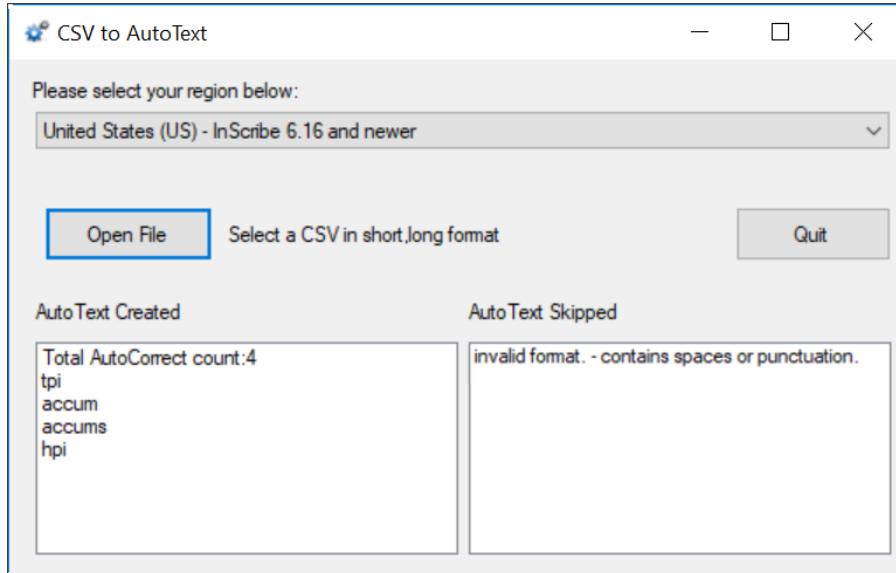 CSV to AutoText
Please select your region below:
United States (US) - InScribe 6.16 and newer
Open File
Select a CSV in short,long format
Quit
AutoText Created
AutoText Skipped
Total AutoCorrect count:4
tpi
accum
accums
hpi
invalid format. - contains spaces or punctuation.